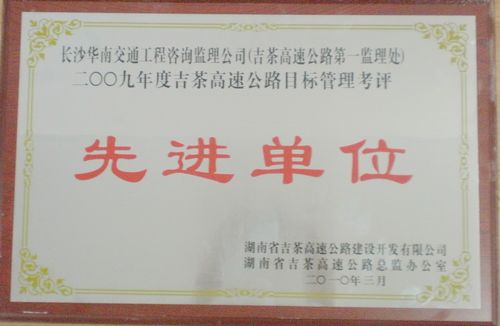 长沙华南交通工程咨询监理公司(吉茶高速公路第一监理处)
二〇〇九年度吉茶高速公路目标管理考评
先进单位
湖南省吉茶高速公路建设开发有限公司
湖南省吉茶高速公路总监办公室
二〇一〇年三月